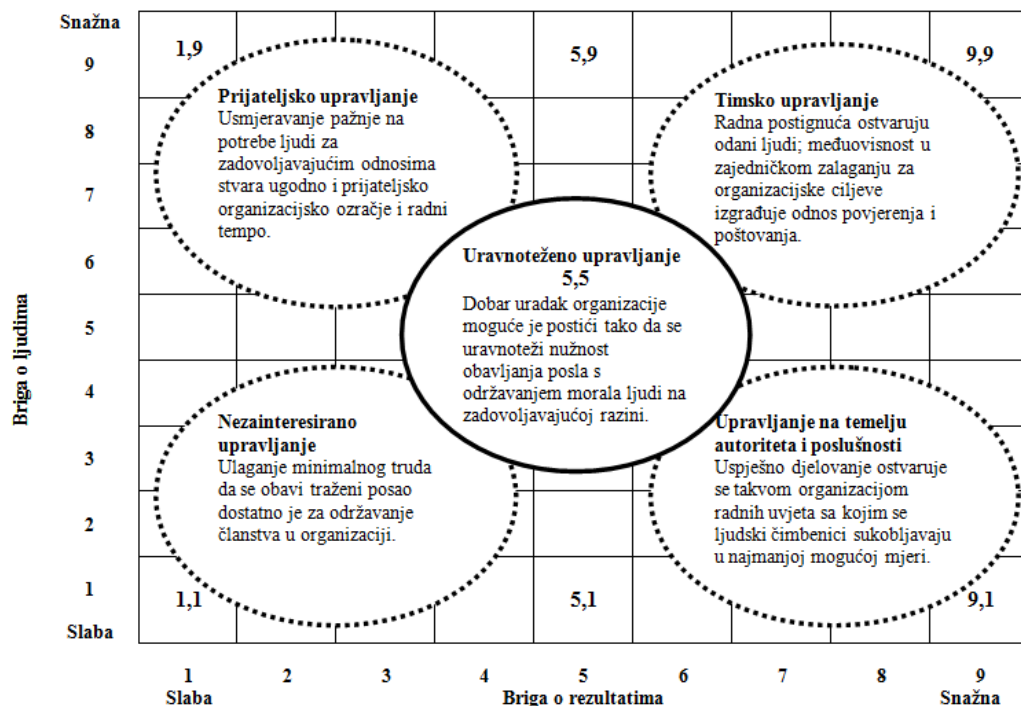 Snažna
9
8
7
6
5
4
3
2
1
Slaba
Briga o ljudima
1,9
5,9
9,9
Prijateljsko upravljanje
Usmjeravanje pažnje na
potrebe ljudi za
zadovoljavajućim odnosima
stvara ugodno i prijateljsko
organizacijsko ozračje i radni
tempo.
Timsko upravljanje
Radna postignuća ostvaruju
odani ljudi; međuovisnost u
zajedničkom zalaganju za
organizacijske ciljeve
izgrađuje odnos povjerenja i
poštovanja.
Uravnoteženo upravljanje
5,5
Dobar uradak organizacije
moguće je postići tako da se
uravnoteži nužnost
obavljanja posla s
održavanjem morala ljudi na
zadovoljavajućoj razini.
Nezainteresirano
upravljanje
Ulaganje minimalnog truda
da se obavi traženi posao
dostatno je za održavanje
članstva u organizaciji.
Upravljanje na temelju
autoriteta i poslušnosti
Uspješno djelovanje ostvaruje
se takvom organizacijom
radnih uvjeta sa kojim se
ljudski čimbenici sukobljavaju
u najmanjoj mogućoj mjeri.
1,1
5,1
9,1
1 2 3 4 5 6 7 8 9
Slaba Briga o rezultatima Snažna